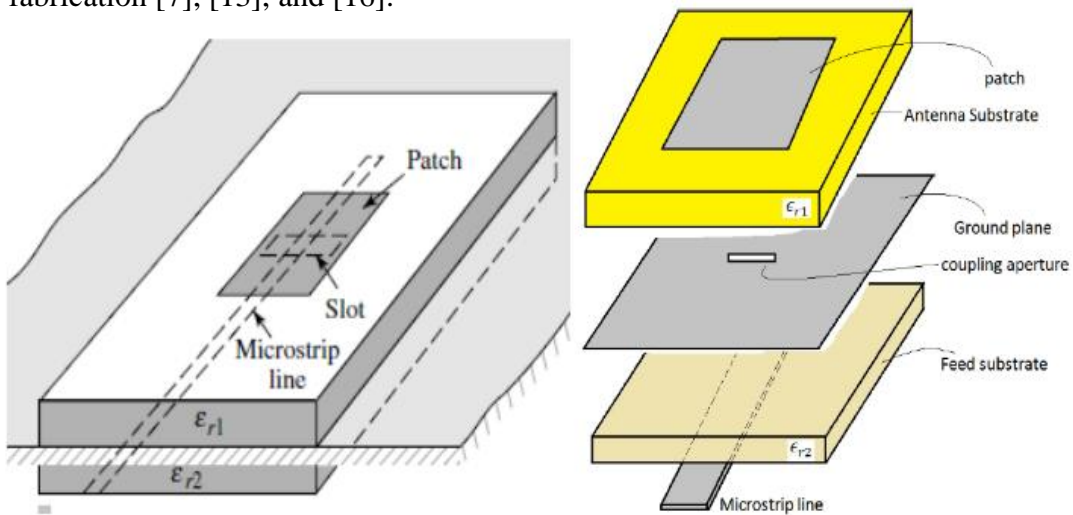 fabrication [7], [15], and [16].
Patch
Slot
Microstrip
line
εr1
εr2
patch
Antenna Substrate
ϵr1
Ground plane
coupling aperture
Feed substrate
ϵr2
Microstrip line